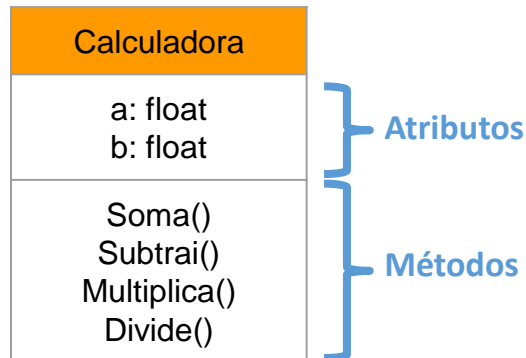 Calculadora
a: float
b: float
Atributos
Soma()
Subtrai()
Multiplica()
Divide()
Métodos